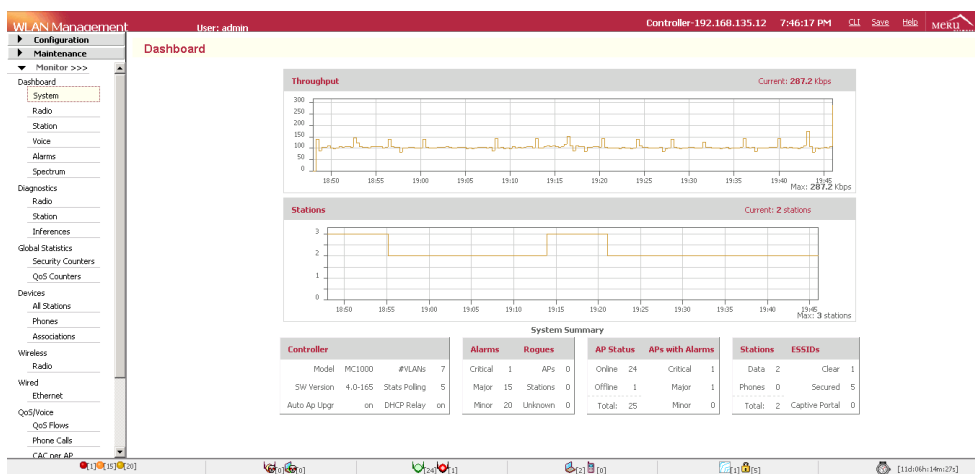 WLAN Management User: admin Controller-192.168.135.12 7:46:17 PM CLI Save Help MERU
Configuration
Maintenance
Monitor >>>
Dashboard
System
Radio
Station
Voice
Alarms
Spectrum
Diagnostics
Radio
Station
Inferences
Global Statistics
Security Counters
QoS Counters
Devices
All Stations
Phones
Associations
Wireless
Radio
Wired
Ethernet
QoS/Voice
QoS Flows
Phone Calls
CAC per AP
Dashboard
Throughput Current: 287.2 Kbps
300
250
200
150
100
50
0
18:50 18:55 19:00 19:05 19:10 19:15 19:20 19:25 19:30 19:35 19:40 19:45
Max: 287.2 Kbps
Stations Current: 2 stations
3
2
1
0
18:50 18:55 19:00 19:05 19:10 19:15 19:20 19:25 19:30 19:35 19:40 19:45
Max: 3 stations
System Summary
Controller
Model MC1000 #VLANs 7
SW Version 4.0-165 Stats Polling 5
Auto Ap Upgr on DHCP Relay on
Alarms Rogues
Critical 1 APs 0
Major 15 Stations 0
Minor 20 Unknown 0
AP Status APs with Alarms
Online 24 Critical 1
Offline 1 Major 1
Total: 25 Minor 0
Stations ESSIDs
Data 2 Clear 1
Phones 0 Secured 5
Total: 2 Captive Portal 0
[1] [15] [20] [0] [0] [24] [1] [2] [0] [1] [5] [11d:06h:14m:27s]